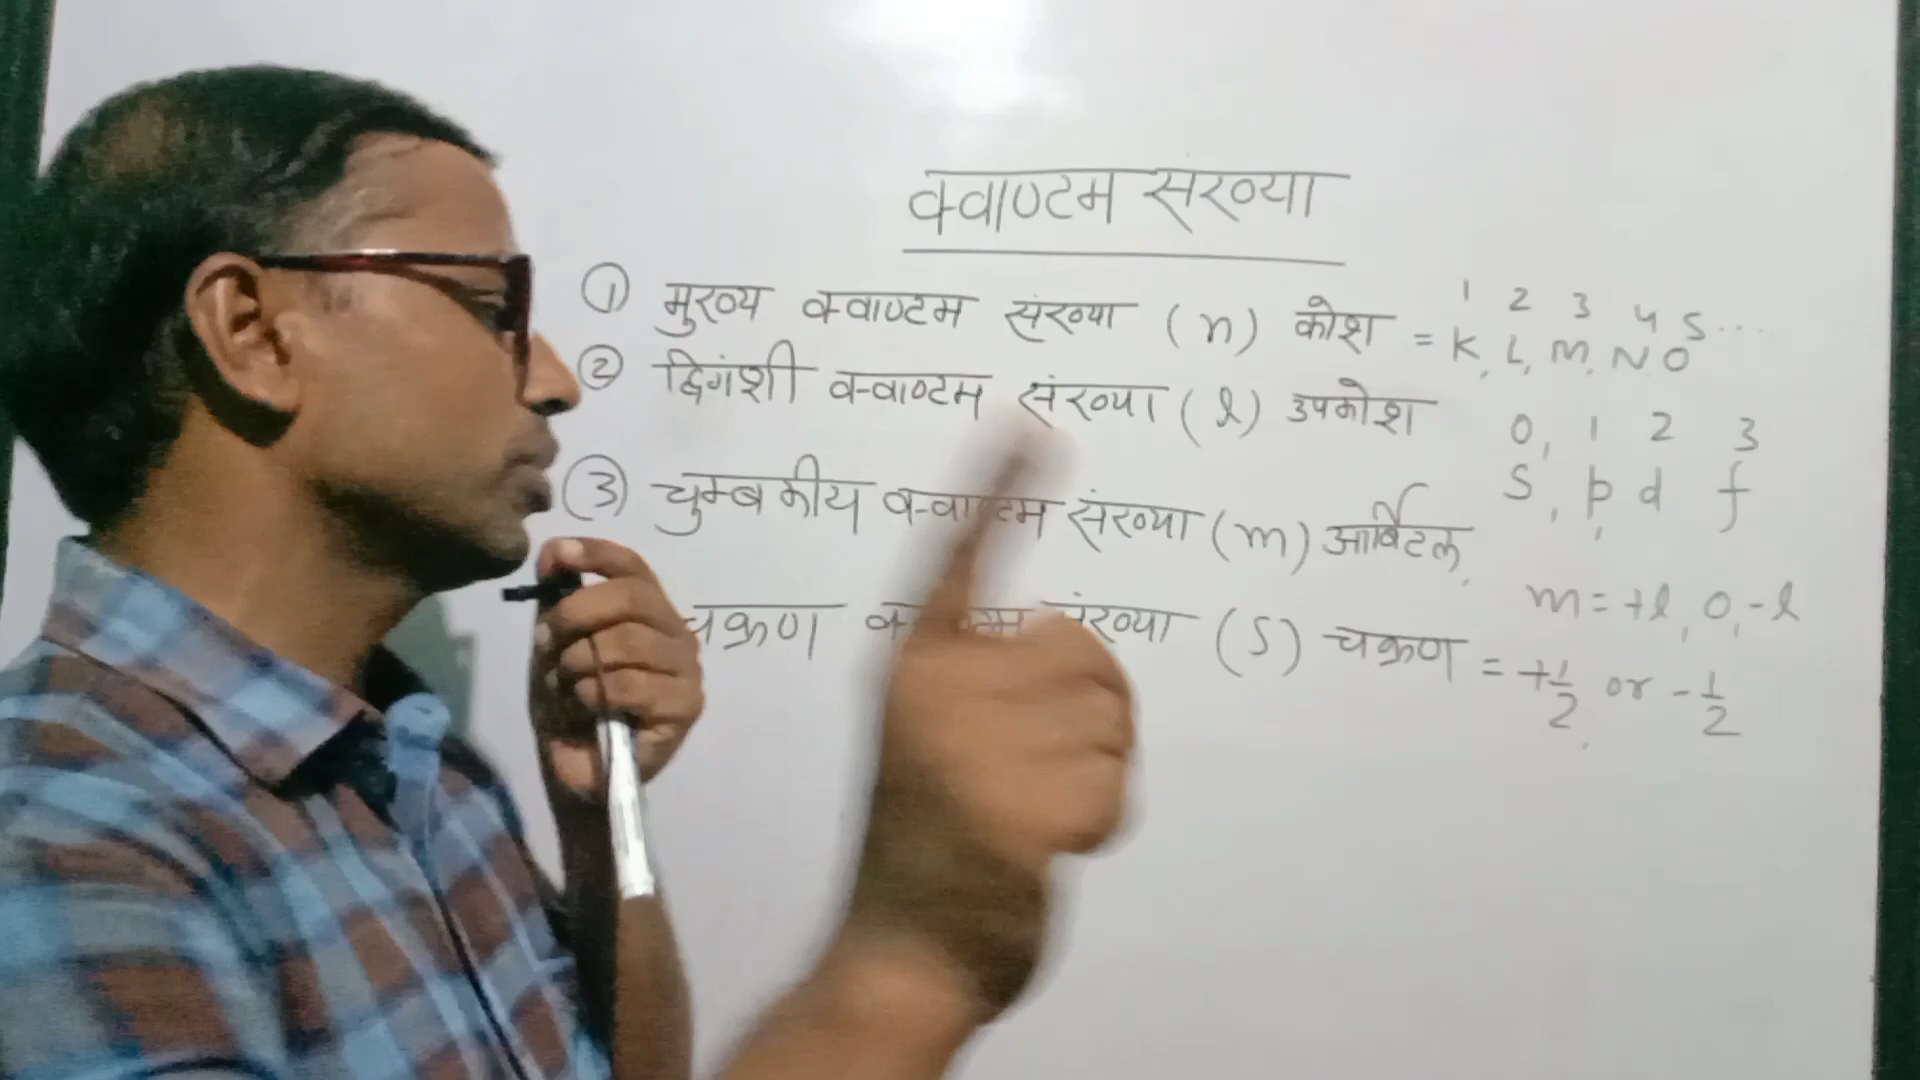 क्वाण्टम संख्या
① मुख्य क्वाण्टम संख्या (n) कोश = K, L, M, N O
1 2 3 4 5 ....
② द्विगंशी क्वाण्टम संख्या (l) उपकोश
0, 1 2 3
S, p, d f
③ चुम्बकीय क्वाण्टम संख्या (m) आर्बिटल,
m = +l, 0, -l
चक्रण संख्या (S) चक्रण = +1/2 or -1/2